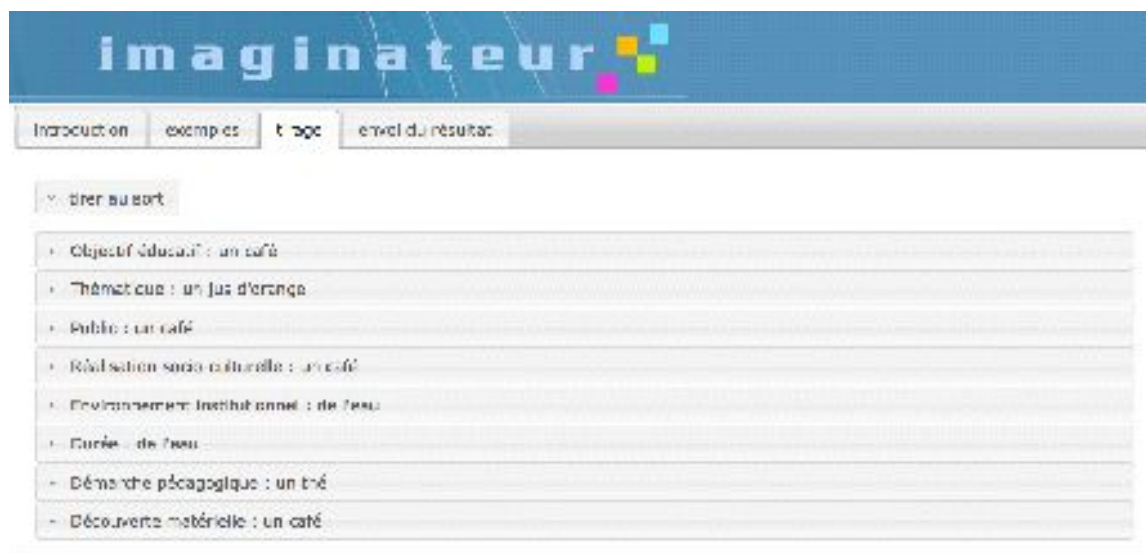 imaginateur
introduction exemples tirage envoi du résultat
tirer au sort
Objectif éducatif : un café
Thématique : un jus d'orange
Public : un café
Réalisation socio-culturelle : un café
Environnement institutionnel : de l'eau
Durée : de l'eau
Démarche pédagogique : un thé
Découverte matérielle : un café